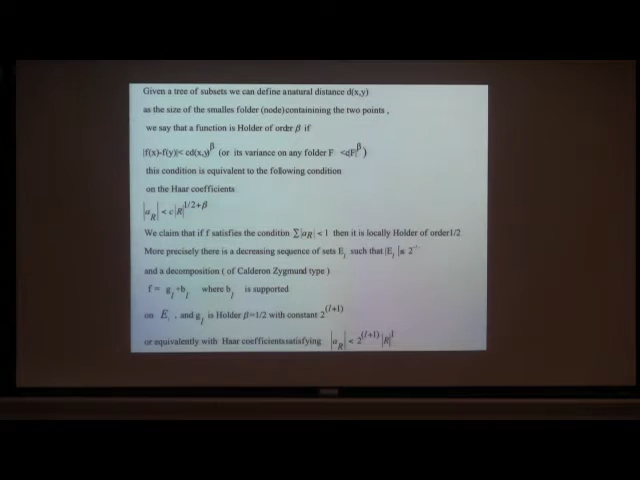 Given a tree of subsets we can define anatural distance d(x,y)
as the size of the smalles folder (node)containining the two points ,
we say that a function is Holder of order β if
|f(x)-f(y)|< cd(x,y)^β (or its variance on any folder F <c|F|^β )
this condition is equivalent to the following condition
on the Haar coefficients
|a_R| < c |R|^1/2+β
We claim that if f satisfies the condition ∑|a_R| < 1 then it is locally Holder of order1/2
More precisely there is a decreasing sequence of sets E_l such that |E_l| ≤ 2^-l
and a decomposition ( of Calderon Zygmund type )
f = g_l+b_l where b_l is supported
on E_l , and g_l is Holder β=1/2 with constant 2^(l+1)
or equivalently with Haar coefficients satisfying |a_R| < 2^(l+1) |R|^1